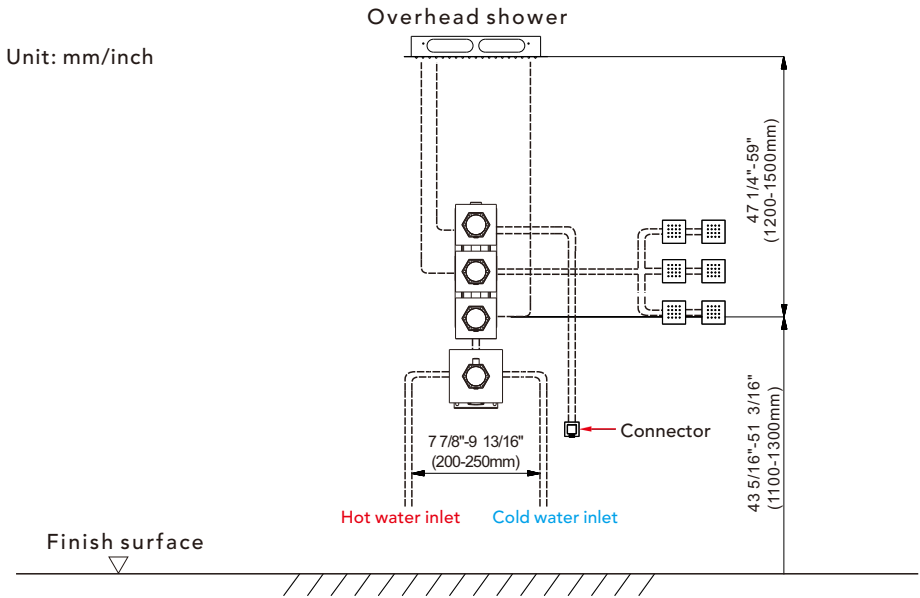 Overhead shower
Unit: mm/inch
47 1/4"-59"
(1200-1500mm)
Connector
7 7/8"-9 13/16"
(200-250mm)
43 5/16"-51 3/16"
(1100-1300mm)
Hot water inlet
Cold water inlet
Finish surface